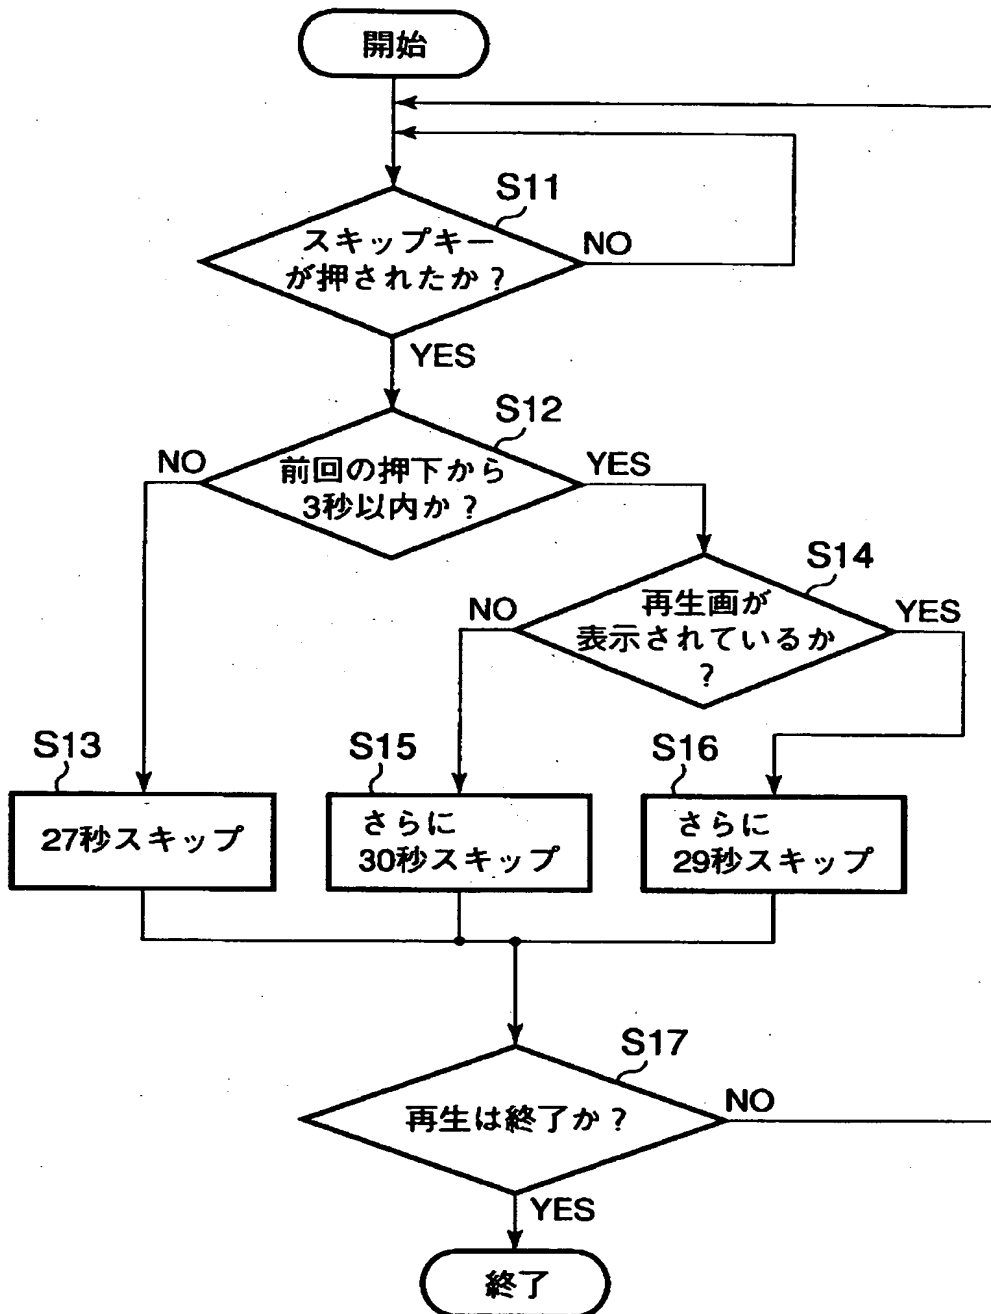 開始
S11
スキップキー
が押されたか？
NO
YES
S12
前回の押下から
3秒以内か？
NO
YES
S14
再生画が
表示されているか
？
NO
YES
S13
27秒スキップ
S15
さらに
30秒スキップ
S16
さらに
29秒スキップ
S17
再生は終了か？
NO
YES
終了